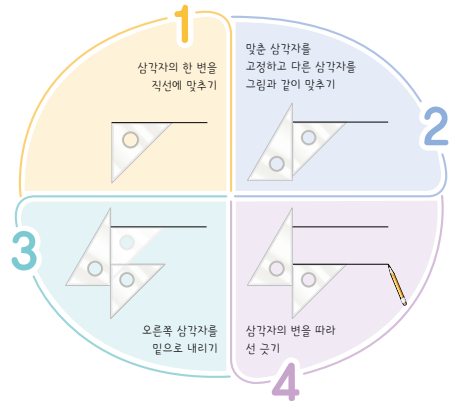 1
삼각자의 한 변을
직선에 맞추기
맞춘 삼각자를
고정하고 다른 삼각자를
그림과 같이 맞추기
2
3
오른쪽 삼각자를
밑으로 내리기
삼각자의 변을 따라
선 긋기
4